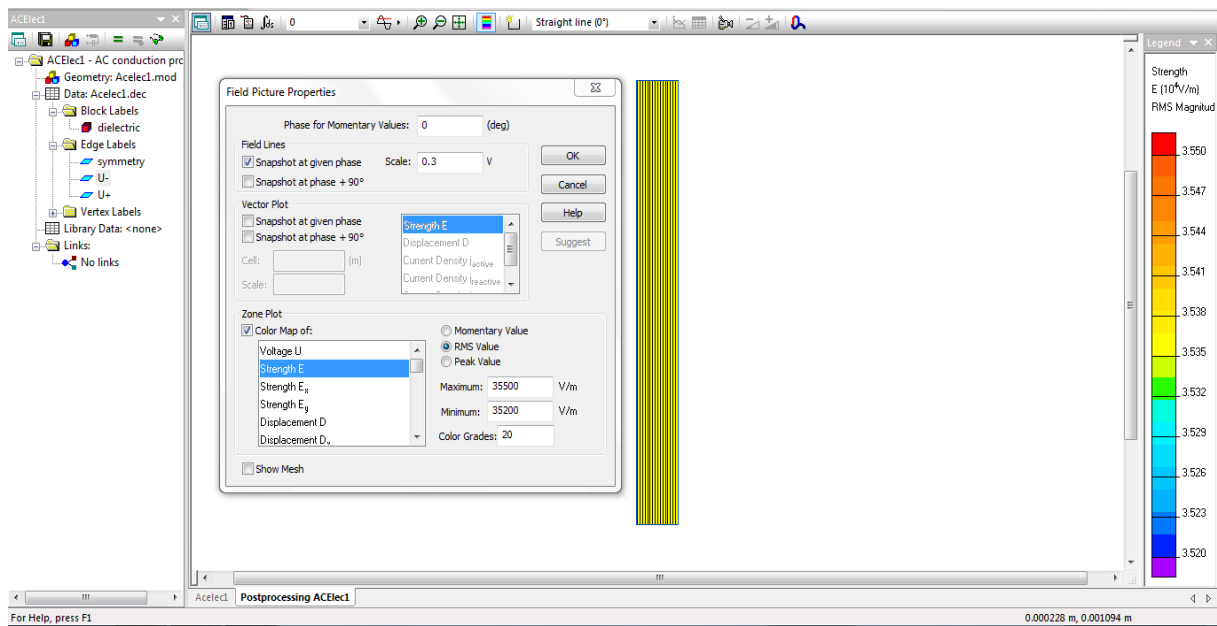 ACElec1
ACElec1 - AC conduction prc
Geometry: Acelec1.mod
Data: Acelec1.dec
Block Labels
dielectric
Edge Labels
symmetry
U-
U+
Vertex Labels
Library Data: <none>
Links:
No links
0
Straight line (0°)
Field Picture Properties
Phase for Momentary Values: 0 (deg)
Field Lines
Snapshot at given phase Scale: 0.3 V
Snapshot at phase + 90°
OK
Cancel
Help
Suggest
Vector Plot
Snapshot at given phase
Snapshot at phase + 90°
Cell: (m)
Scale:
Strength E
Displacement D
Current Density jactive
Current Density jreactive
Zone Plot
Color Map of:
Voltage U
Strength E
Strength Ex
Strength Ey
Displacement D
Displacement Dx
Momentary Value
RMS Value
Peak Value
Maximum: 35500 V/m
Minimum: 35200 V/m
Color Grades: 20
Show Mesh
Legend
Strength
E (10⁴V/m)
RMS Magnitud
3.550
3.547
3.544
3.541
3.538
3.535
3.532
3.529
3.526
3.523
3.520
Acelec1 Postprocessing ACElec1
For Help, press F1
0.000228 m, 0.001094 m